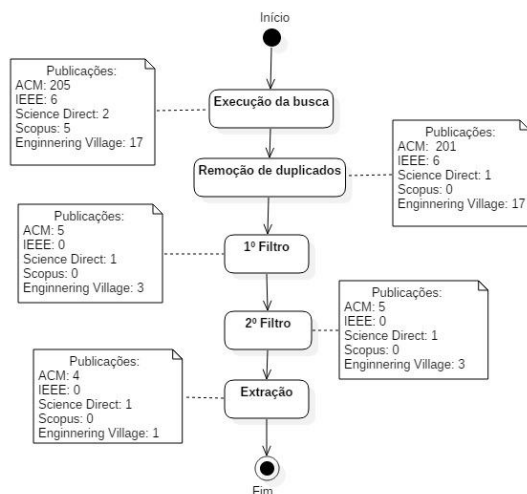 Início
Publicações:
ACM: 205
IEEE: 6
Science Direct: 2
Scopus: 5
Enginnering Village: 17
Execução da busca
Publicações:
ACM: 201
IEEE: 6
Science Direct: 1
Scopus: 0
Enginnering Village: 17
Remoção de duplicados
Publicações:
ACM: 5
IEEE: 0
Science Direct: 1
Scopus: 0
Enginnering Village: 3
1º Filtro
Publicações:
ACM: 5
IEEE: 0
Science Direct: 1
Scopus: 0
Enginnering Village: 3
2º Filtro
Publicações:
ACM: 4
IEEE: 0
Science Direct: 1
Scopus: 0
Enginnering Village: 1
Extração
Fim